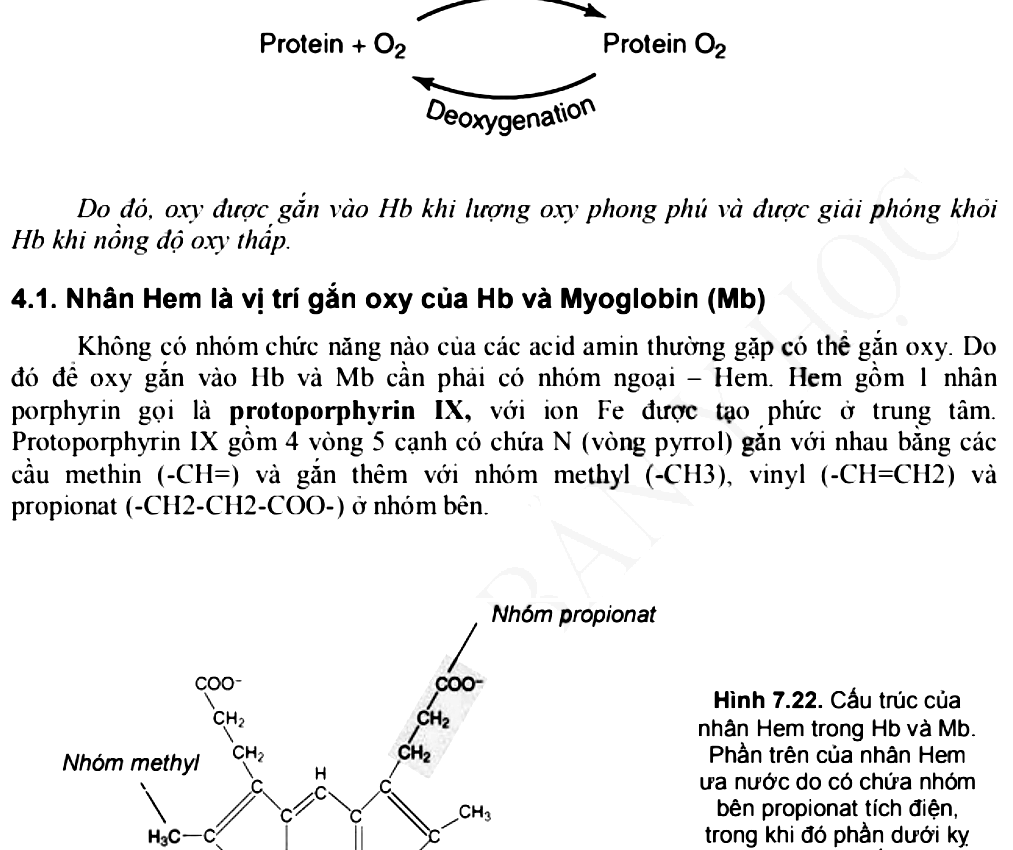 Protein + O₂
Protein O₂
Deoxygenation
Do đó, oxy được gắn vào Hb khi lượng oxy phong phú và được giải phóng khỏi
Hb khi nồng độ oxy thấp.
4.1. Nhân Hem là vị trí gắn oxy của Hb và Myoglobin (Mb)
Không có nhóm chức năng nào của các acid amin thường gặp có thể gắn oxy. Do
đó để oxy gắn vào Hb và Mb cần phải có nhóm ngoại – Hem. Hem gồm 1 nhân
porphyrin gọi là protoporphyrin IX, với ion Fe được tạo phức ở trung tâm.
Protoporphyrin IX gồm 4 vòng 5 cạnh có chứa N (vòng pyrrol) gắn với nhau bằng các
cầu methin (-CH=) và gắn thêm với nhóm methyl (-CH3), vinyl (-CH=CH2) và
propionat (-CH2-CH2-COO-) ở nhóm bên.
BẢN Y HỌC
Nhóm propionat
COO⁻
COO⁻
CH₂
CH₂
CH₂
CH₂
Nhóm methyl
H
C
C
C
C
C
CH₃
H₃C
C
C
Hình 7.22. Cấu trúc của
nhân Hem trong Hb và Mb.
Phần trên của nhân Hem
ưa nước do có chứa nhóm
bên propionat tích điện,
trong khi đó phần dưới kỵ